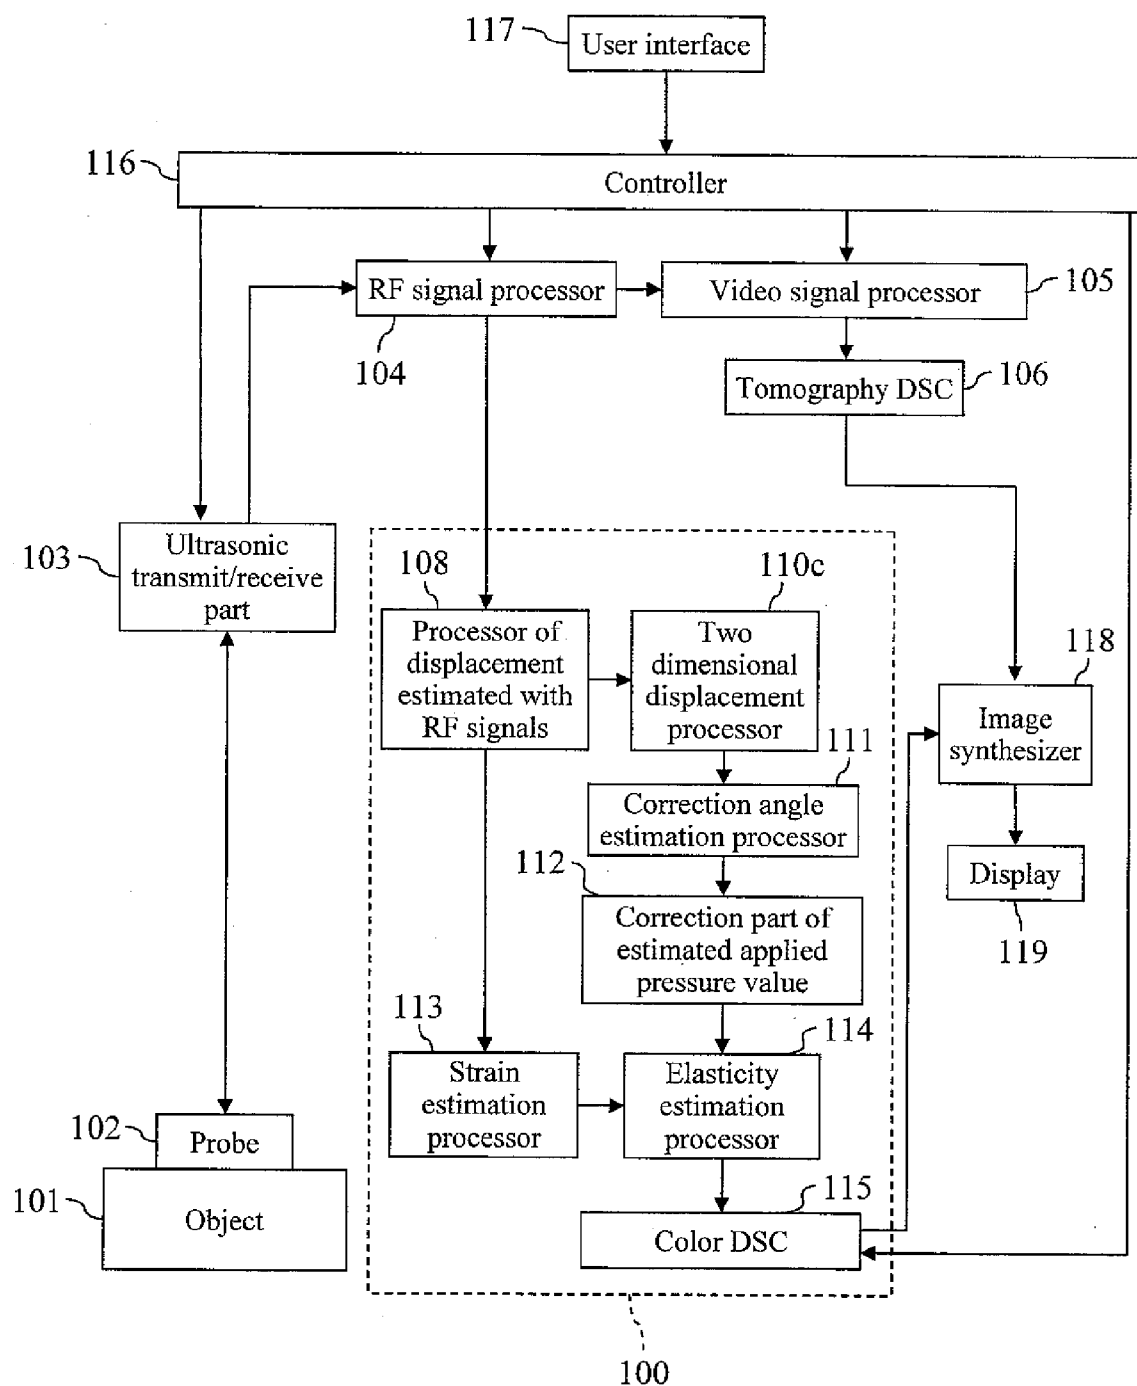 117
User interface
116
Controller
RF signal processor
104
Video signal processor
105
Tomography DSC
106
103
Ultrasonic
transmit/receive
part
108
Processor of
displacement
estimated with
RF signals
110c
Two
dimensional
displacement
processor
118
Image
synthesizer
111
Correction angle
estimation processor
112
Correction part of
estimated applied
pressure value
Display
119
113
Strain
estimation
processor
114
Elasticity
estimation
processor
102
Probe
101
Object
115
Color DSC
100